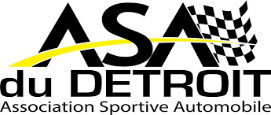 ASA
du DETROIT
Association Sportive Automobile